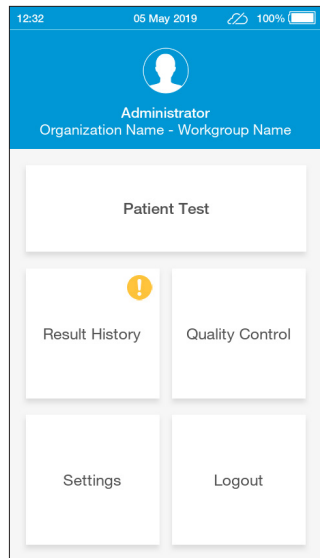 12:32 05 May 2019 100%
Administrator
Organization Name - Workgroup Name
Patient Test
!
Result History Quality Control
Settings Logout